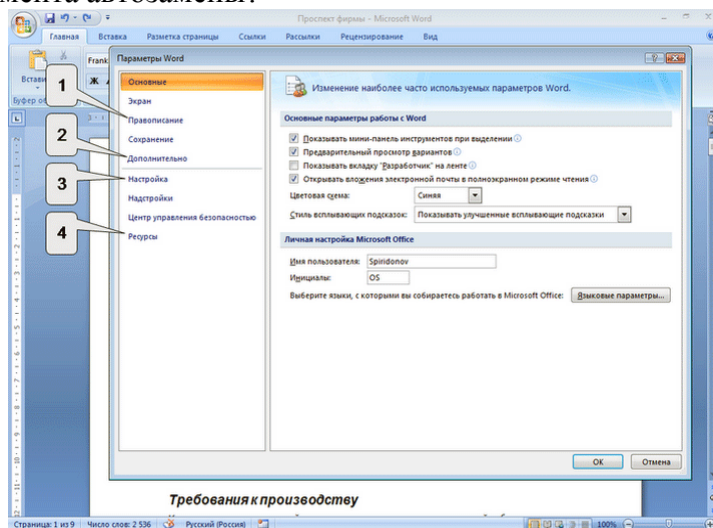 мента автозамены?
Проспект фирмы - Microsoft Word
Главная Вставка Разметка страницы Ссылки Рассылки Рецензирование Вид
Frank
Встави
Ж
Буфер об
Параметры Word
1
2
3
4
Основные
Экран
Правописание
Сохранение
Дополнительно
Настройка
Надстройки
Центр управления безопасностью
Ресурсы
Изменение наиболее часто используемых параметров Word.
Основные параметры работы с Word
Показывать мини-панель инструментов при выделении
Предварительный просмотр вариантов
Показывать вкладку "Разработчик" на ленте
Открывать вложения электронной почты в полноэкранном режиме чтения
Цветовая схема: Синяя
Стиль всплывающих подсказок: Показывать улучшенные всплывающие подсказки
Личная настройка Microsoft Office
Имя пользователя: Spiridonov
Инициалы: OS
Выберите языки, с которыми вы собираетесь работать в Microsoft Office: Языковые параметры...
ОК Отмена
Требования к производству
Страница: 1 из 9 Число слов: 2 536 Русский (Россия) 100%